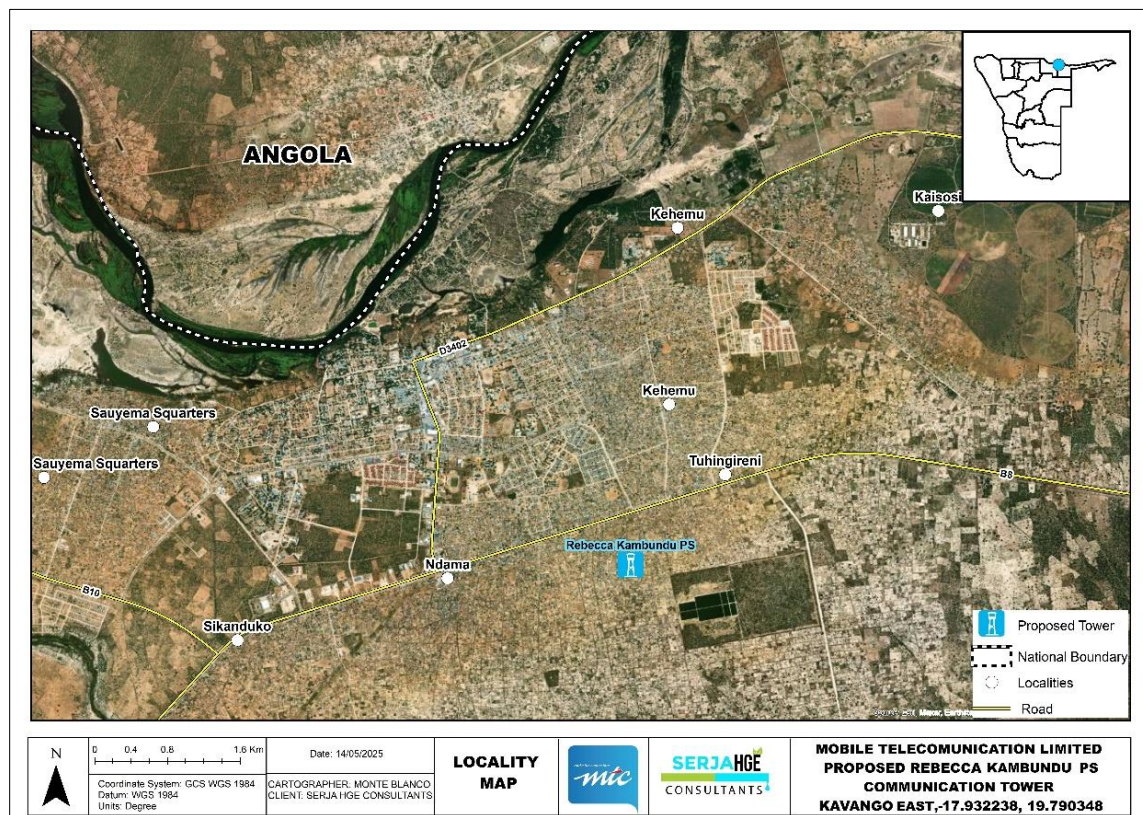 ANGOLA
Kaisosi
Kehemu
D3402
Kehemu
Sauyema Squarters
Sauyema Squarters
Tuhingireni
B8
Rebecca Kambundu PS
Ndama
B10
Sikanduko
Proposed Tower
National Boundary
Localities
Road
N
0 0.4 0.8 1.6 Km
Coordinate System: GCS WGS 1984
Datum: WGS 1984
Units: Degree
Date: 14/05/2025
CARTOGRAPHER: MONTE BLANCO
CLIENT: SERJA HGE CONSULTANTS
LOCALITY
MAP
mtc
SERJA HGE
CONSULTANTS
MOBILE TELECOMUNICATION LIMITED
PROPOSED REBECCA KAMBUNDU PS
COMMUNICATION TOWER
KAVANGO EAST,-17.932238, 19.790348